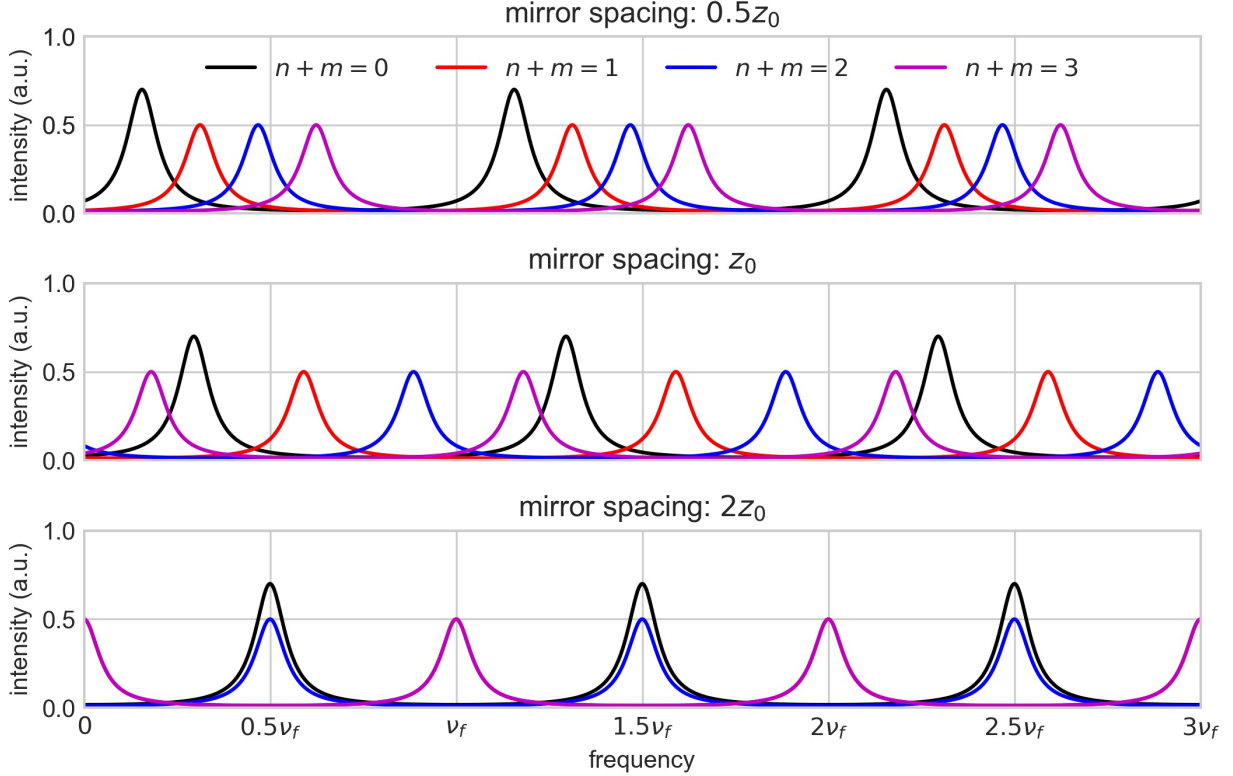 mirror spacing: 0.5z₀
1.0
n + m = 0
n + m = 1
n + m = 2
n + m = 3
0.5
0.0
intensity (a.u.)
mirror spacing: z₀
1.0
0.5
0.0
intensity (a.u.)
mirror spacing: 2z₀
1.0
0.5
0.0
intensity (a.u.)
0
0.5ν_f
ν_f
1.5ν_f
2ν_f
2.5ν_f
3ν_f
frequency